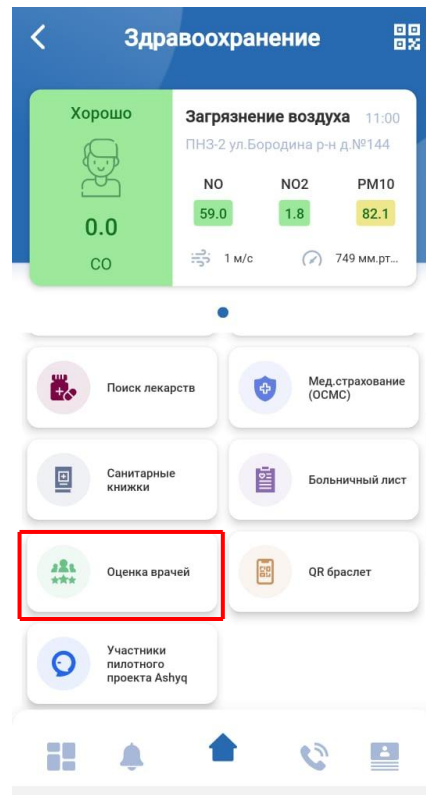 Здравоохранение
Хорошо
0.0
CO
Загрязнение воздуха 11:00
ПНЗ-2 ул.Бородина р-н д.№144
NO NO2 PM10
59.0 1.8 82.1
1 м/с 749 мм.рт...
Поиск лекарств
Мед.страхование
(ОСМС)
Санитарные
книжки
Больничный лист
Оценка врачей
QR браслет
Участники
пилотного
проекта Ashyq